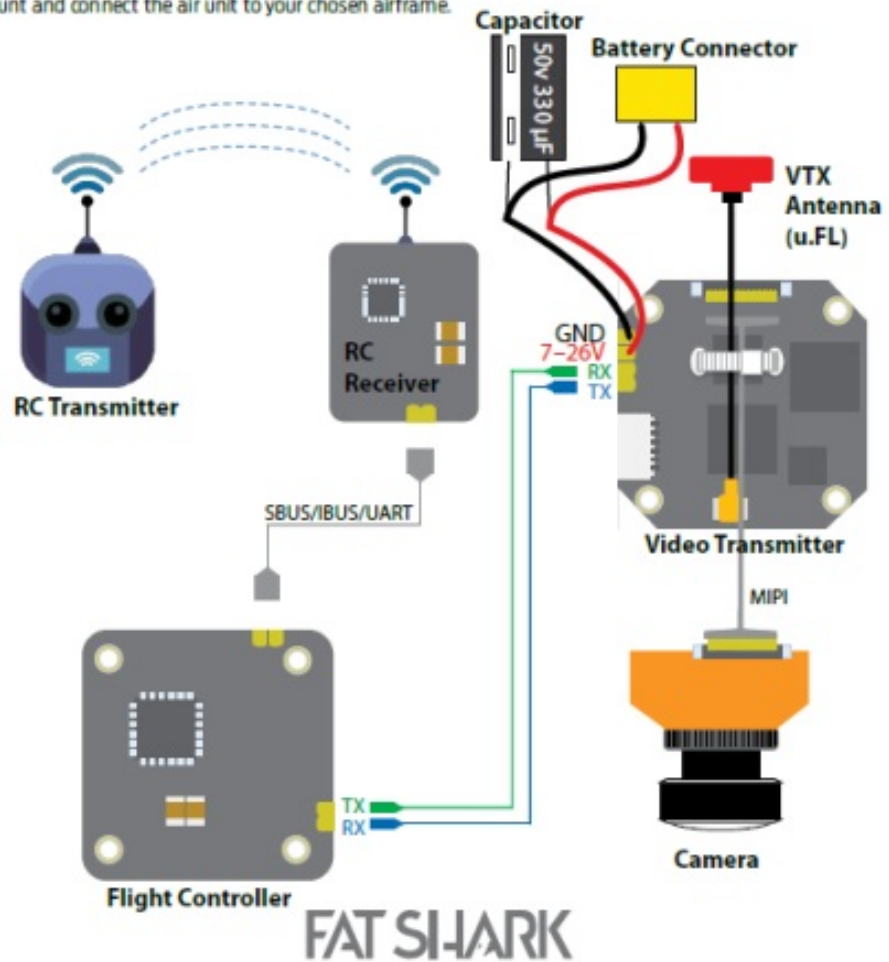 and connect the air unit to your chosen airframe.
Capacitor
50v 330 µF
Battery Connector
VTX
Antenna
(u.FL)
RC
Receiver
RC Transmitter
GND
7–26V
RX
TX
SBUS/IBUS/UART
Video Transmitter
MIPI
TX
RX
Camera
Flight Controller
FAT SHARK